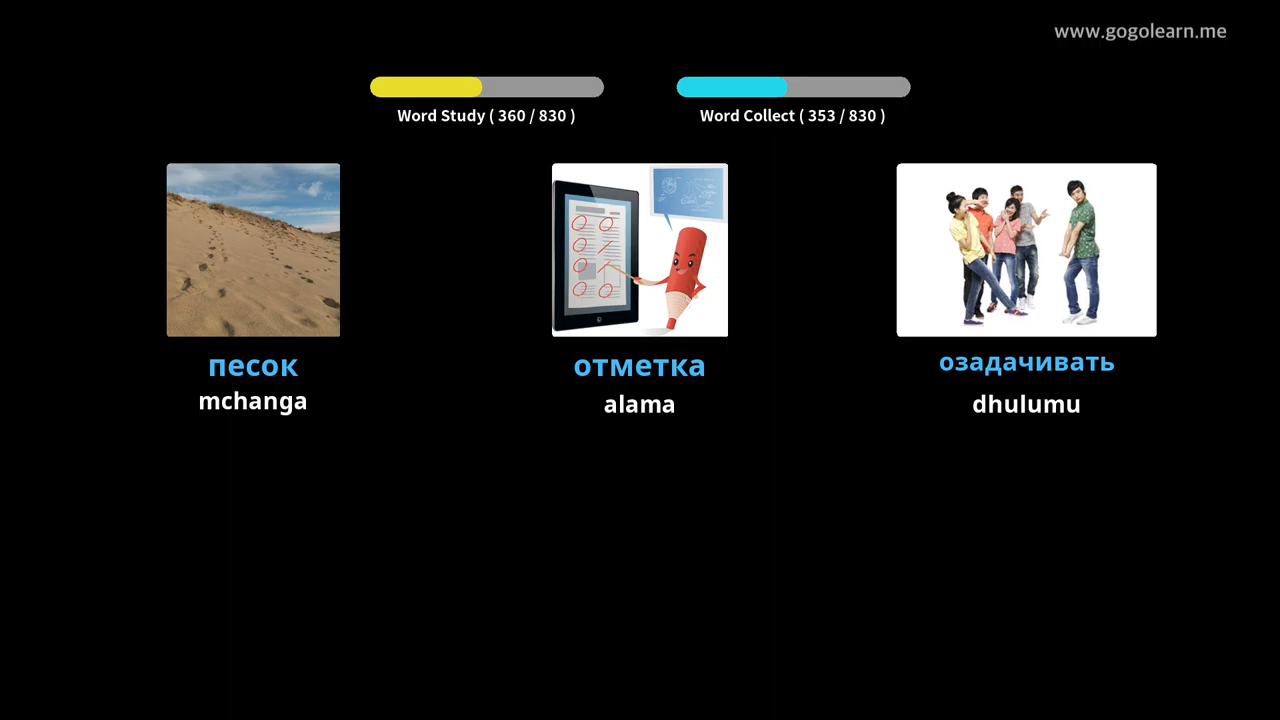 www.gogolearn.me
Word Study ( 360 / 830 )
Word Collect ( 353 / 830 )
песок
mchanga
отметка
alama
озадачивать
dhulumu